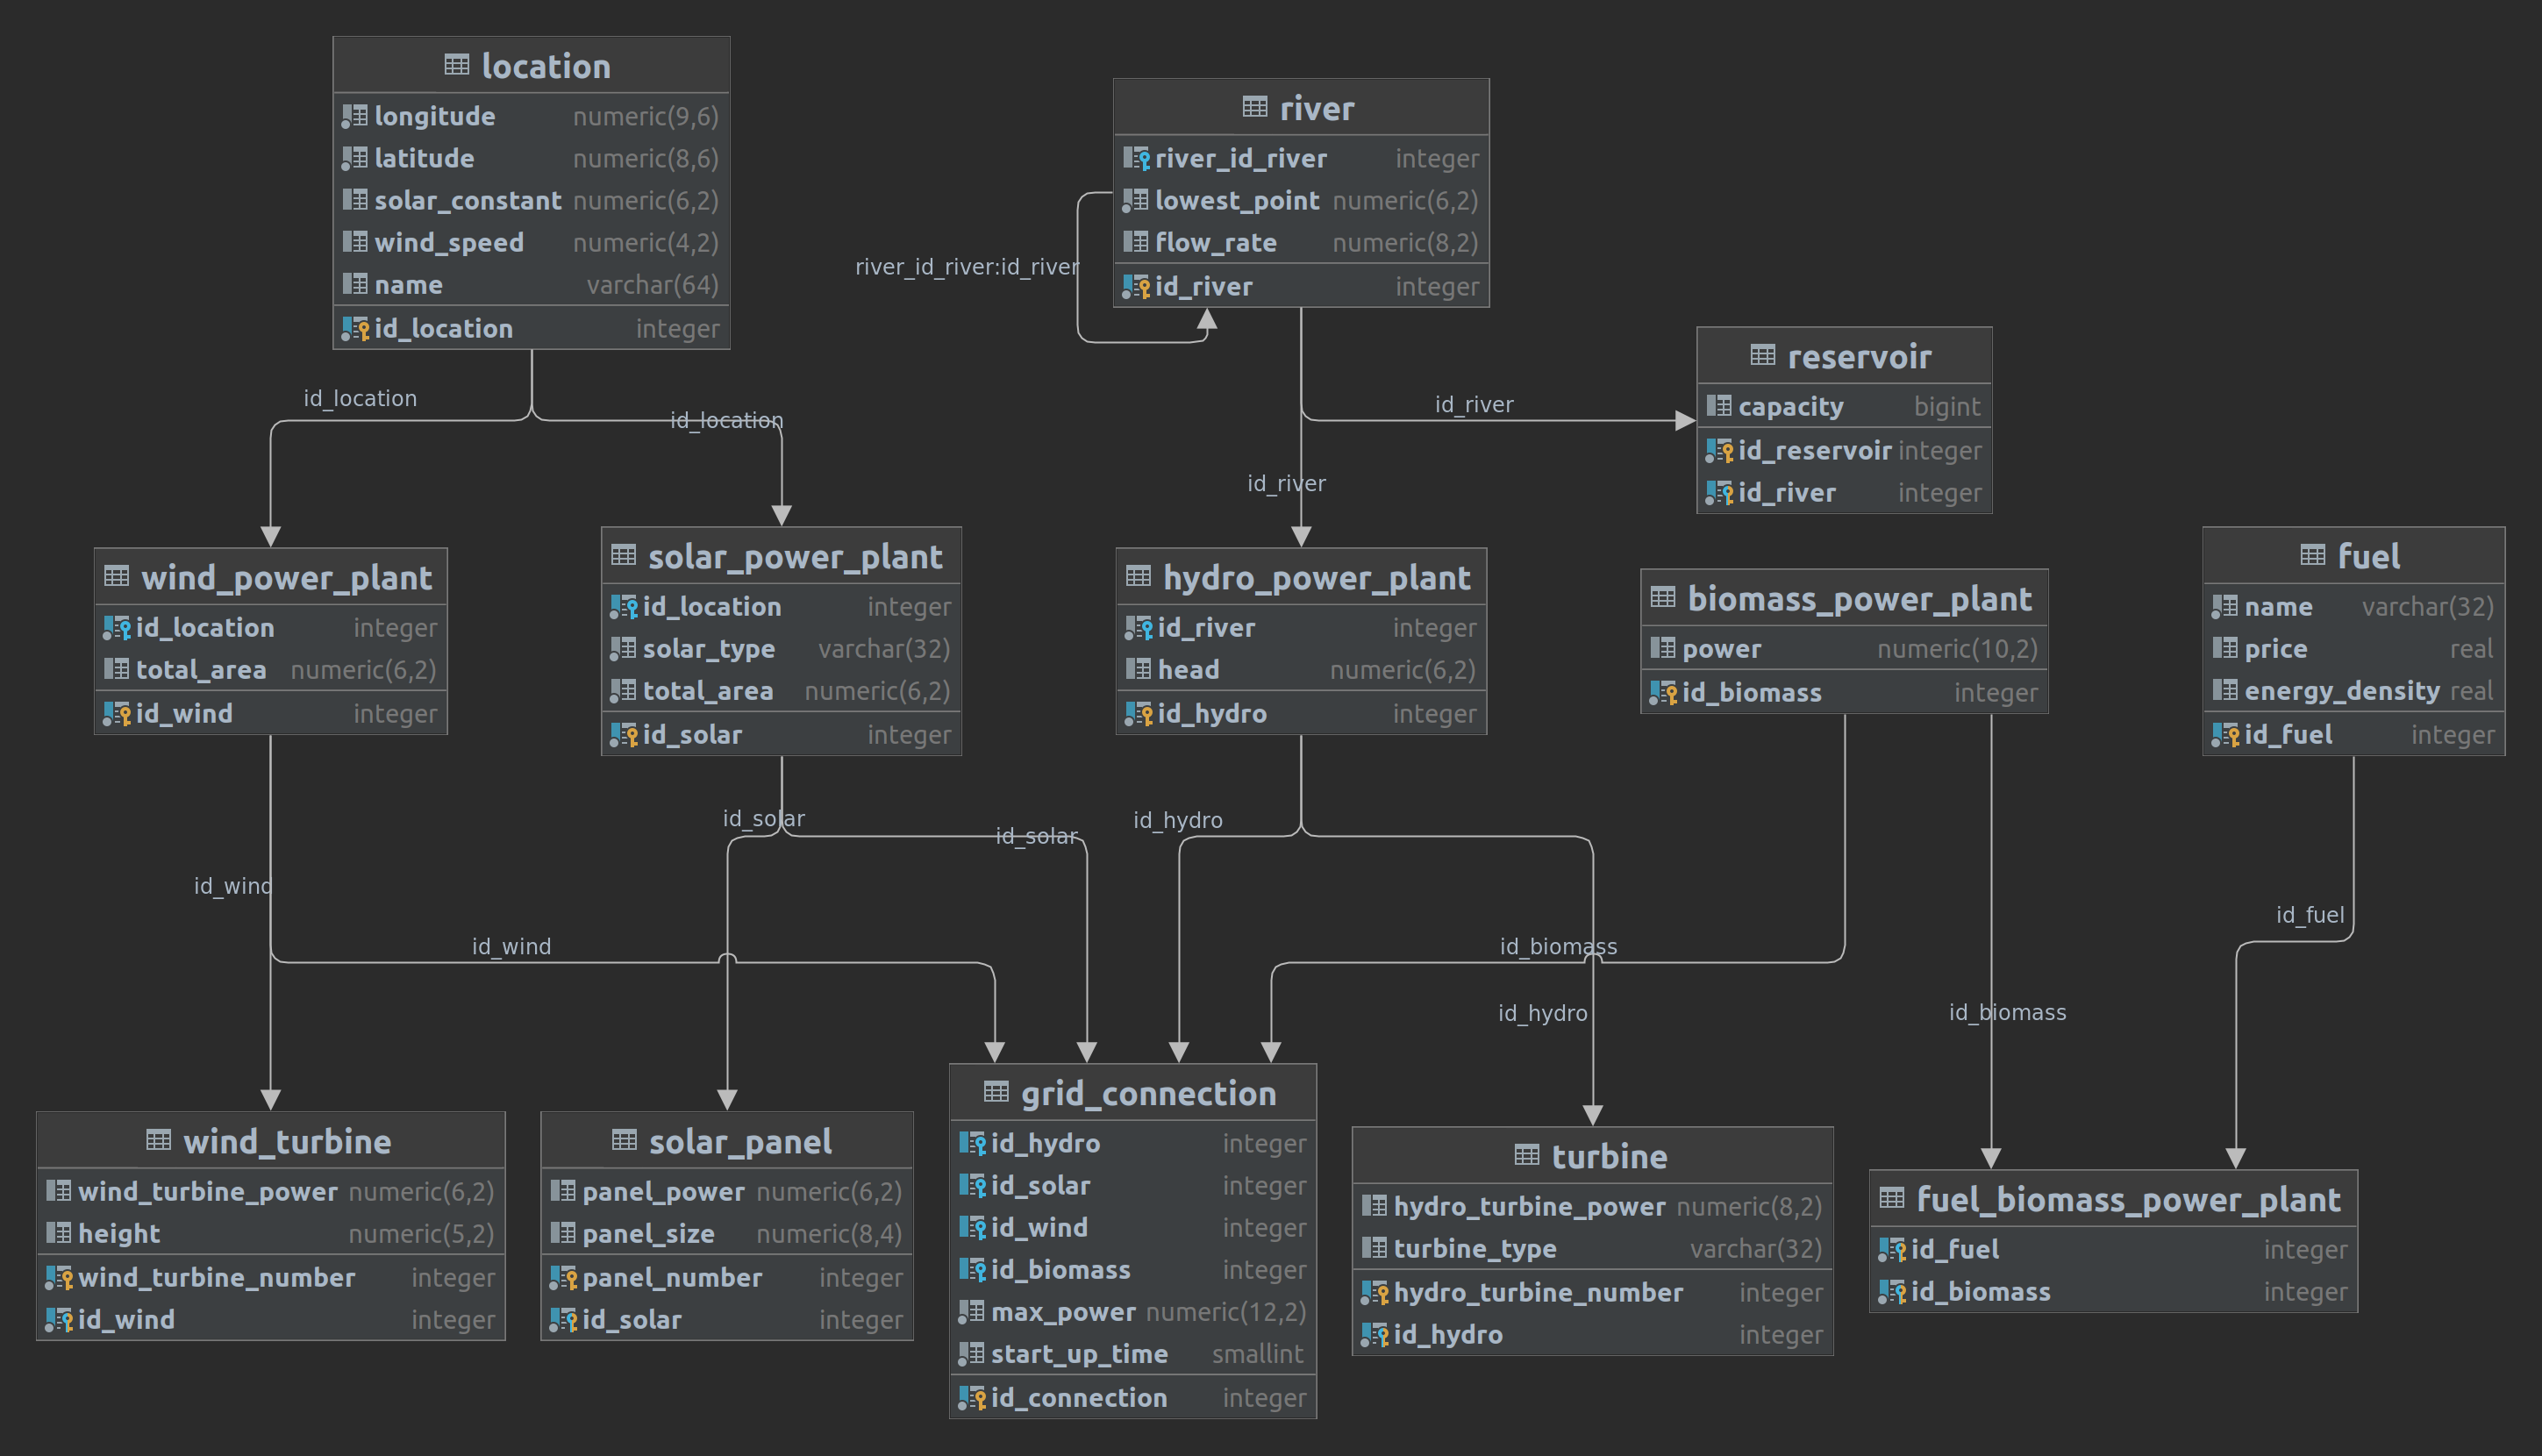 location
longitude numeric(9,6)
latitude numeric(8,6)
solar_constant numeric(6,2)
wind_speed numeric(4,2)
name varchar(64)
id_location integer
river
river_id_river integer
lowest_point numeric(6,2)
flow_rate numeric(8,2)
id_river integer
river_id_river:id_river
reservoir
capacity bigint
id_reservoir integer
id_river integer
id_location
id_location
id_river
id_river
wind_power_plant
id_location integer
total_area numeric(6,2)
id_wind integer
solar_power_plant
id_location integer
solar_type varchar(32)
total_area numeric(6,2)
id_solar integer
hydro_power_plant
id_river integer
head numeric(6,2)
id_hydro integer
biomass_power_plant
power numeric(10,2)
id_biomass integer
fuel
name varchar(32)
price real
energy_density real
id_fuel integer
id_solar
id_solar
id_hydro
id_wind
id_wind
id_biomass
id_fuel
id_hydro
id_biomass
wind_turbine
wind_turbine_power numeric(6,2)
height numeric(5,2)
wind_turbine_number integer
id_wind integer
solar_panel
panel_power numeric(6,2)
panel_size numeric(8,4)
panel_number integer
id_solar integer
grid_connection
id_hydro integer
id_solar integer
id_wind integer
id_biomass integer
max_power numeric(12,2)
start_up_time smallint
id_connection integer
turbine
hydro_turbine_power numeric(8,2)
turbine_type varchar(32)
hydro_turbine_number integer
id_hydro integer
fuel_biomass_power_plant
id_fuel integer
id_biomass integer